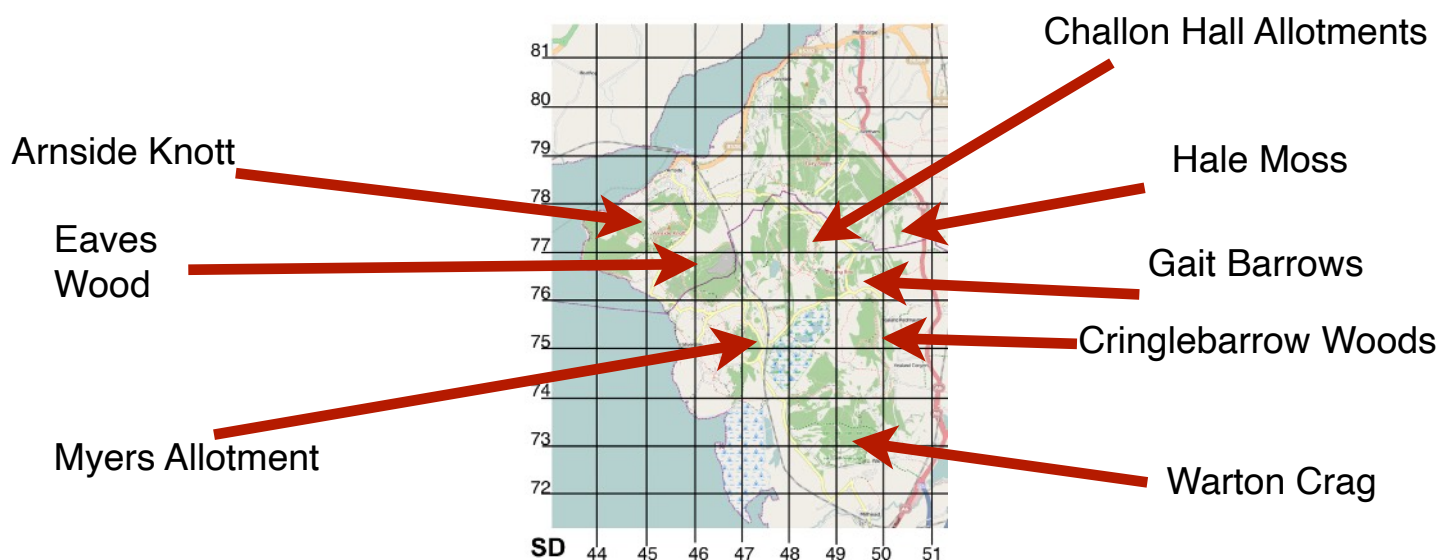 Challon Hall Allotments
81
80
Arnside Knott
79
Hale Moss
78
Eaves
Wood
77
Gait Barrows
76
Cringlebarrow Woods
75
74
Myers Allotment
73
Warton Crag
72
SD 44 45 46 47 48 49 50 51